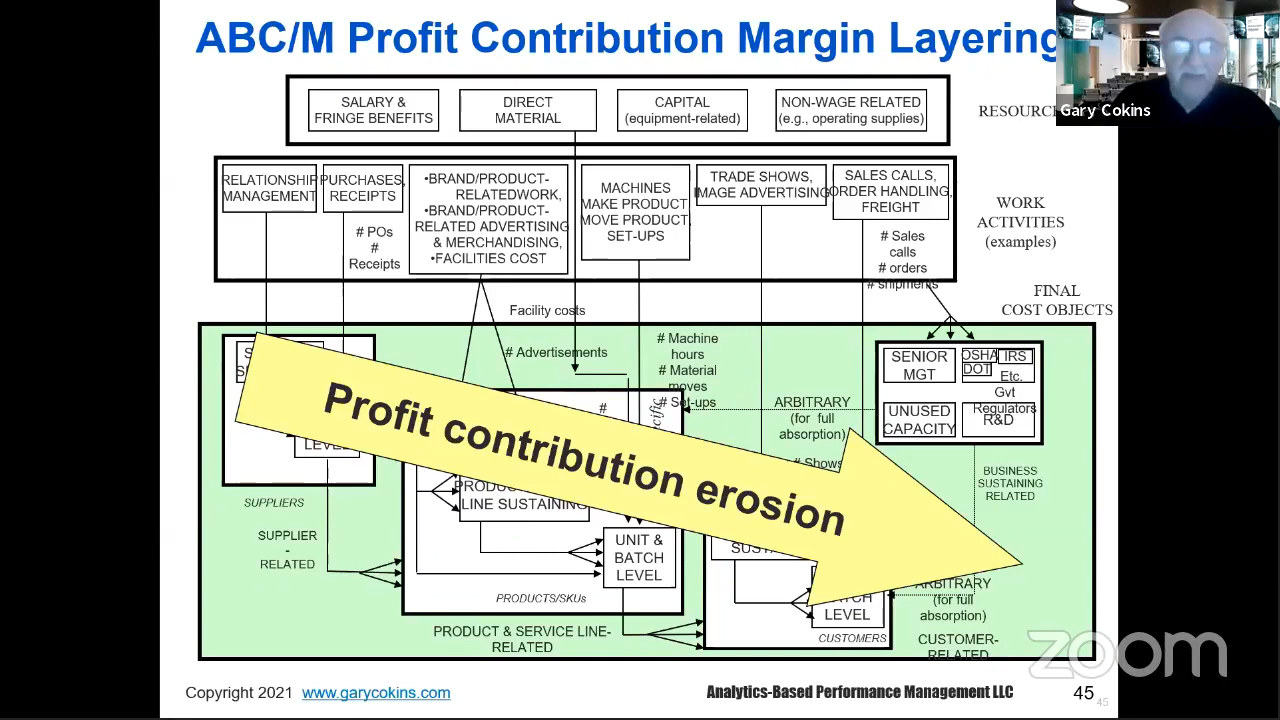 ABC/M Profit Contribution Margin Layering
Gary Cokins
SALARY &
FRINGE BENEFITS
DIRECT
MATERIAL
CAPITAL
(equipment-related)
NON-WAGE RELATED
(e.g., operating supplies)
RELATIONSHIP
MANAGEMENT
PURCHASES,
RECEIPTS
•BRAND/PRODUCT-
RELATEDWORK,
•BRAND/PRODUCT-
RELATED ADVERTISING
& MERCHANDISING,
•FACILITIES COST
MACHINES
MAKE PRODUCT,
MOVE PRODUCT,
SET-UPS
TRADE SHOWS,
IMAGE ADVERTISING
SALES CALLS,
ORDER HANDLING,
FREIGHT
WORK
ACTIVITIES
(examples)
# POs
#
Receipts
# Sales
calls
# orders
# shipments
FINAL
COST OBJECTS
Facility costs
# Advertisements
# Machine
hours
# Material
moves
# Set-ups
#
ARBITRARY
(for full
absorption)
# Shows
SENIOR
MGT
OSHA
IRS
DOT
Etc.
Gvt
Regulators
UNUSED
CAPACITY
R&D
BUSINESS
SUSTAINING
RELATED
Profit contribution erosion
LEVEL
SUPPLIERS
SUPPLIER
-
RELATED
LINE SUSTAINING
UNIT &
BATCH
LEVEL
PRODUCTS/SKUs
PRODUCT & SERVICE LINE-
RELATED
LEVEL
CUSTOMERS
ARBITRARY
(for full
absorption)
CUSTOMER-
RELATED
zoom
Copyright 2021 www.garycokins.com
Analytics-Based Performance Management LLC
45
45